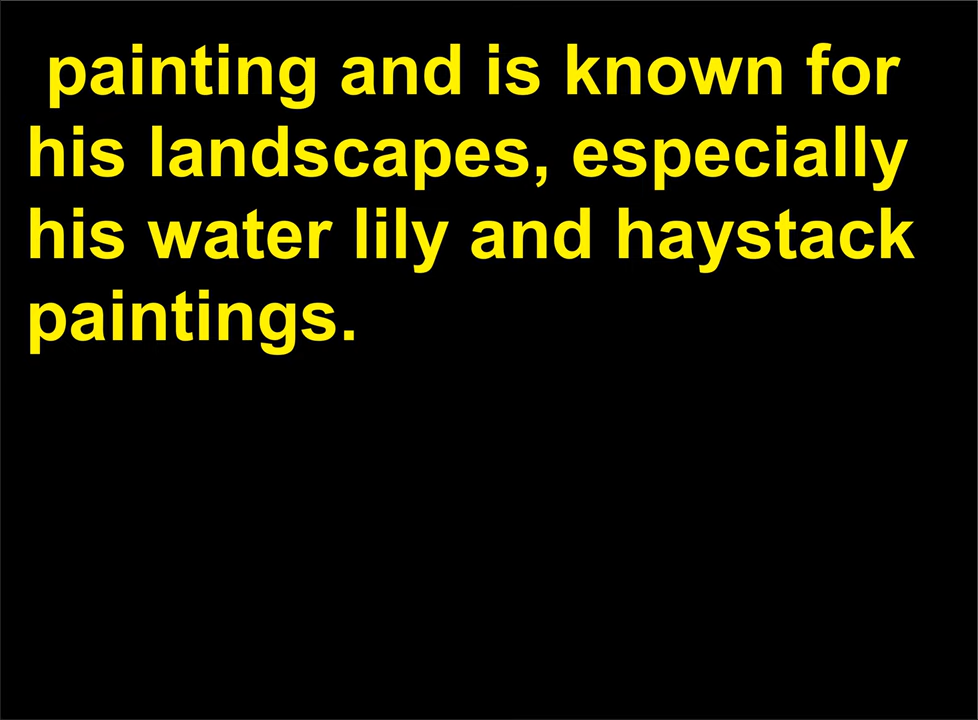 painting and is known for
his landscapes, especially
his water lily and haystack
paintings.